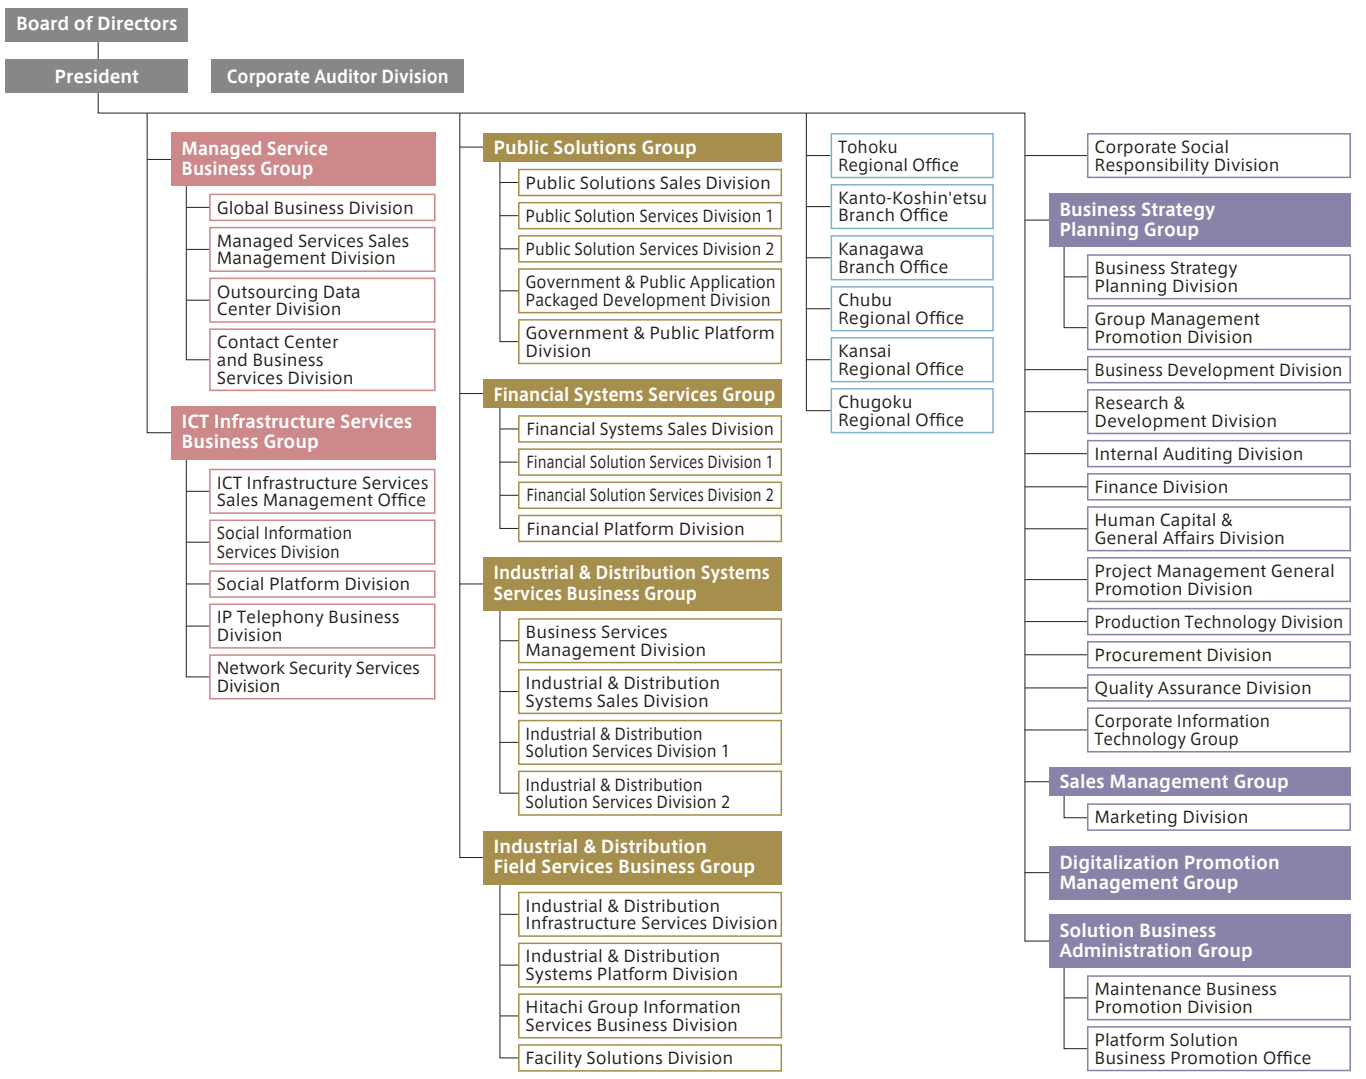 Board of Directors
President
Corporate Auditor Division
Managed Service
Business Group
Global Business Division
Managed Services Sales
Management Division
Outsourcing Data
Center Division
Contact Center
and Business
Services Division
ICT Infrastructure Services
Business Group
ICT Infrastructure Services
Sales Management Office
Social Information
Services Division
Social Platform Division
IP Telephony Business
Division
Network Security Services
Division
Public Solutions Group
Public Solutions Sales Division
Public Solution Services Division 1
Public Solution Services Division 2
Government & Public Application
Packaged Development Division
Government & Public Platform
Division
Financial Systems Services Group
Financial Systems Sales Division
Financial Solution Services Division 1
Financial Solution Services Division 2
Financial Platform Division
Industrial & Distribution Systems
Services Business Group
Business Services
Management Division
Industrial & Distribution
Systems Sales Division
Industrial & Distribution
Solution Services Division 1
Industrial & Distribution
Solution Services Division 2
Industrial & Distribution
Field Services Business Group
Industrial & Distribution
Infrastructure Services Division
Industrial & Distribution
Systems Platform Division
Hitachi Group Information
Services Business Division
Facility Solutions Division
Tohoku
Regional Office
Kanto-Koshin'etsu
Branch Office
Kanagawa
Branch Office
Chubu
Regional Office
Kansai
Regional Office
Chugoku
Regional Office
Corporate Social
Responsibility Division
Business Strategy
Planning Group
Business Strategy
Planning Division
Group Management
Promotion Division
Business Development Division
Research &
Development Division
Internal Auditing Division
Finance Division
Human Capital &
General Affairs Division
Project Management General
Promotion Division
Production Technology Division
Procurement Division
Quality Assurance Division
Corporate Information
Technology Group
Sales Management Group
Marketing Division
Digitalization Promotion
Management Group
Solution Business
Administration Group
Maintenance Business
Promotion Division
Platform Solution
Business Promotion Office